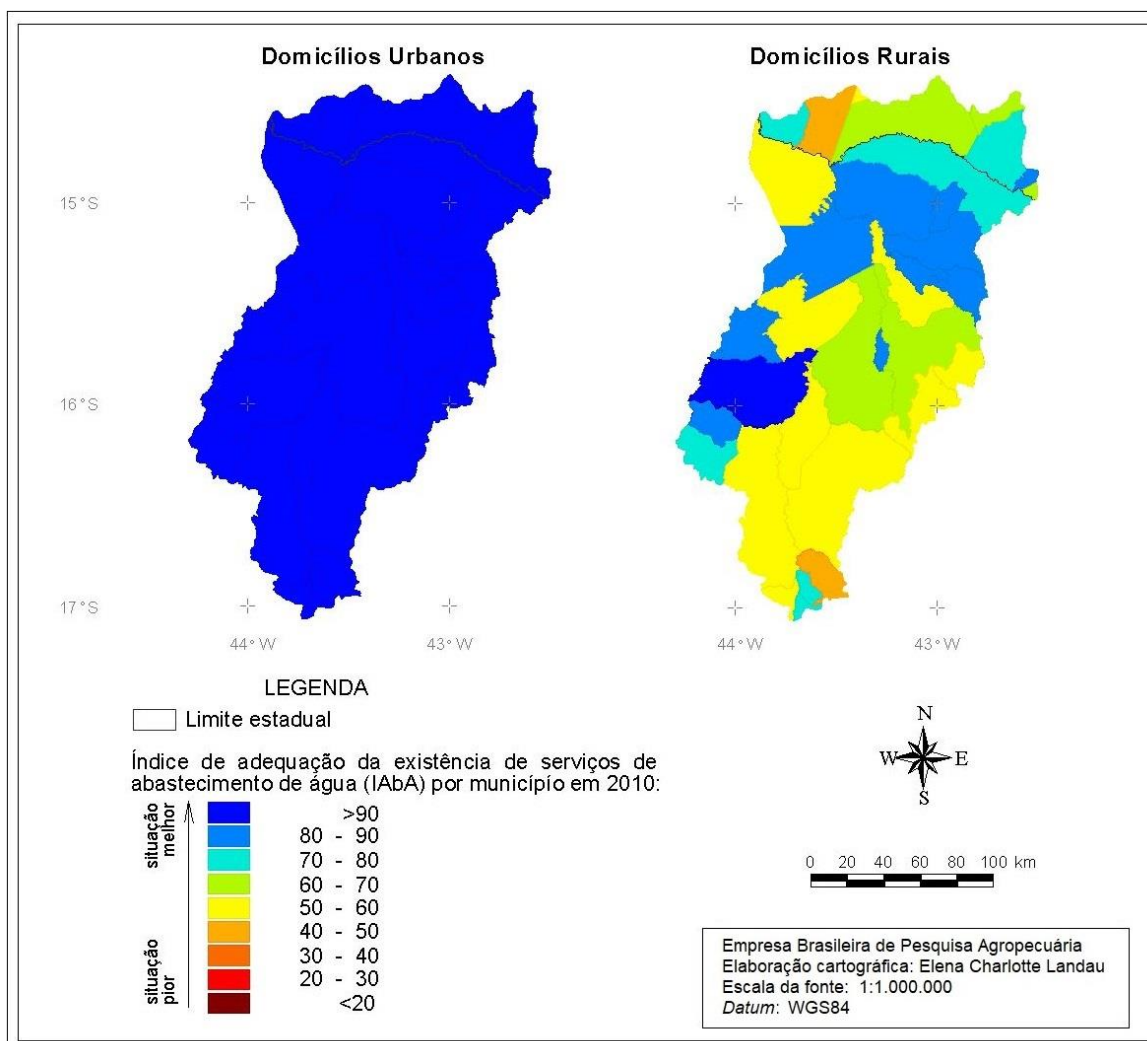 Domicílios Urbanos
Domicílios Rurais
15°S
16°S
17°S
44°W
43°W
44°W
43°W
LEGENDA
Limite estadual
Índice de adequação da existência de serviços de
abastecimento de água (IAbA) por município em 2010:
situação
melhor
situação
pior
>90
80 - 90
70 - 80
60 - 70
50 - 60
40 - 50
30 - 40
20 - 30
<20
N
W
E
S
0 20 40 60 80 100 km
Empresa Brasileira de Pesquisa Agropecuária
Elaboração cartográfica: Elena Charlotte Landau
Escala da fonte: 1:1.000.000
Datum: WGS84